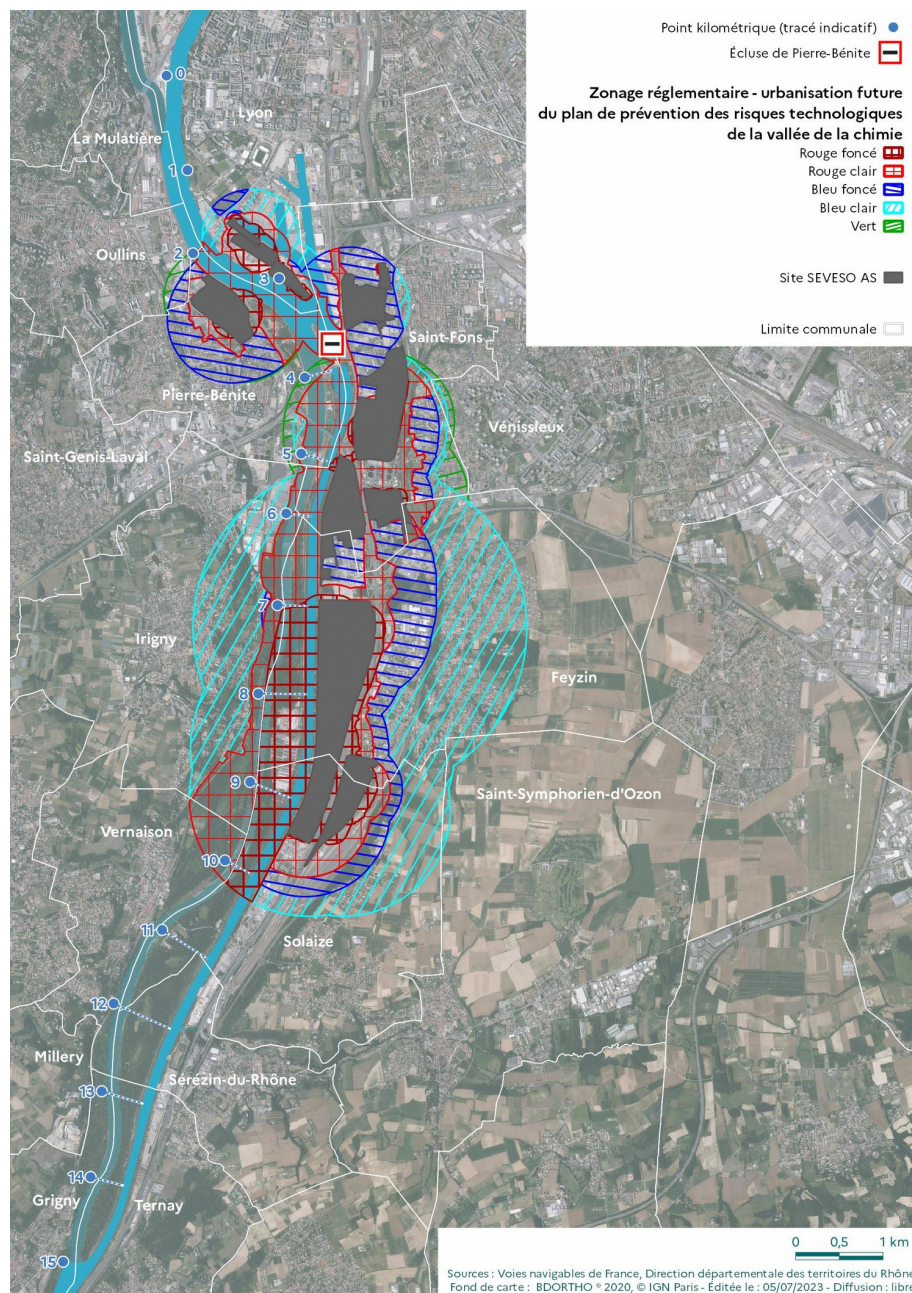 Point kilométrique (tracé indicatif)
Écluse de Pierre-Bénite
Zonage réglementaire - urbanisation future
du plan de prévention des risques technologiques
de la vallée de la chimie
Rouge foncé
Rouge clair
Bleu foncé
Bleu clair
Vert
Site SEVESO AS
Limite communale
0
Lyon
La Mulatière
1
Oullins
2
3
Saint-Fons
4
Pierre-Bénite
Vénissieux
Saint-Genis-Laval
5
6
7
Irigny
Feyzin
8
9
Saint-Symphorien-d'Ozon
Vernaison
10
11
Solaize
12
Millery
Sérézin-du-Rhône
13
14
Grigny
Ternay
15
0 0,5 1 km
Sources : Voies navigables de France, Direction départementale des territoires du Rhône
Fond de carte : BDORTHO ® 2020, © IGN Paris - Éditée le : 05/07/2023 - Diffusion : libre